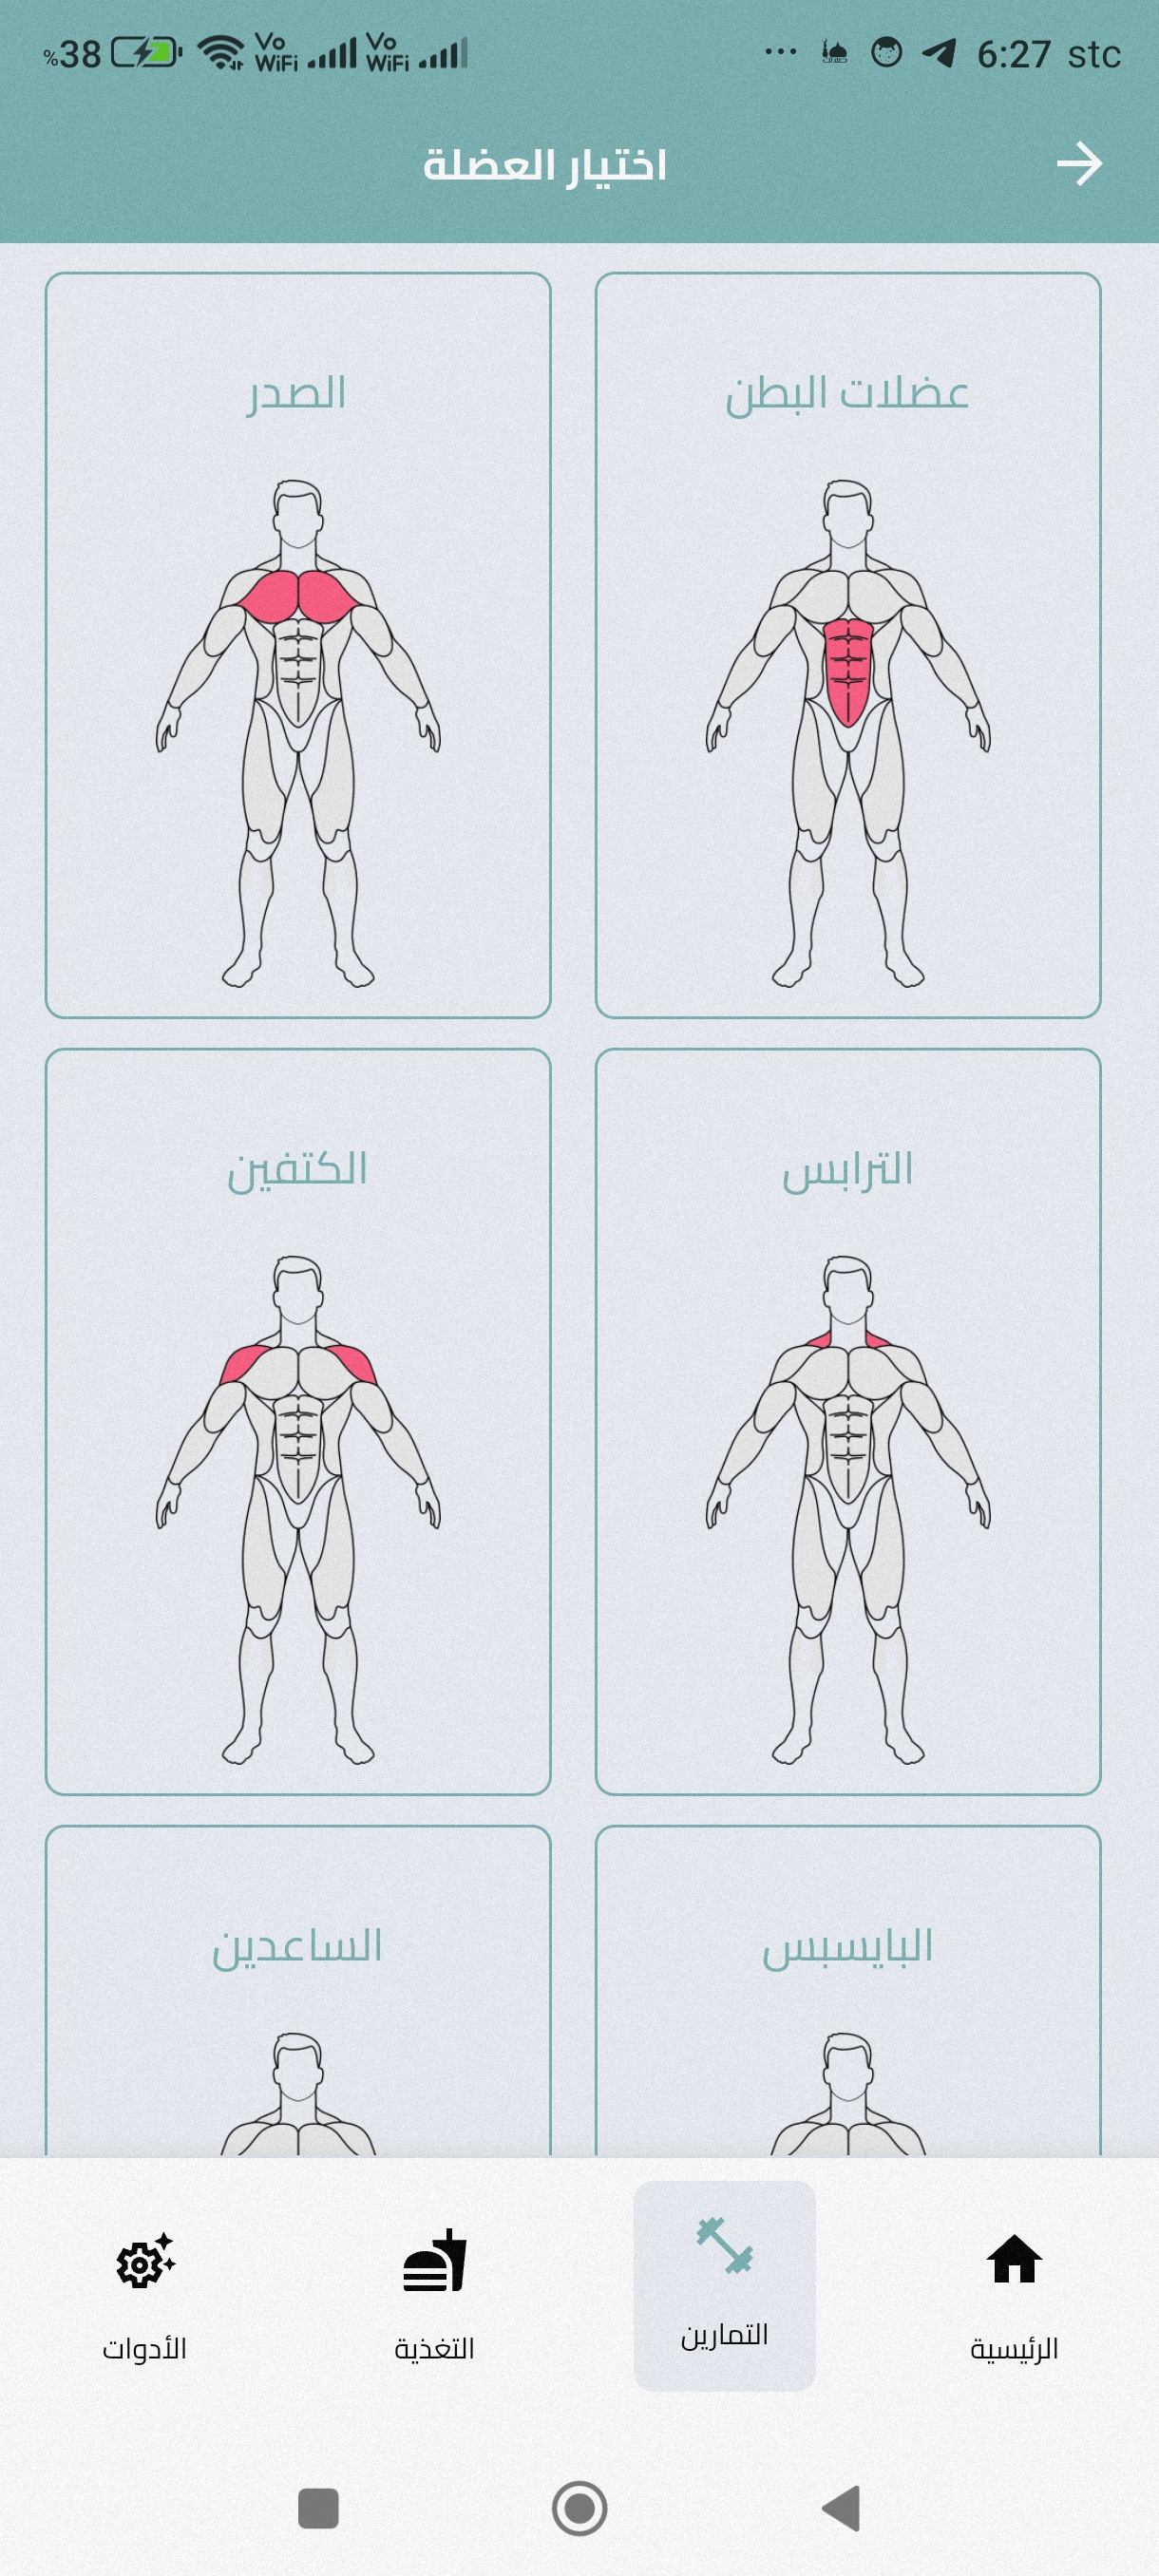 stc 6:27 ... Vo WiFi Vo WiFi %38
اختيار العضلة
عضلات البطن
الصدر
الترابس
الكتفين
البايسبس
الساعدين
الرئيسية
التمارين
التغذية
الأدوات